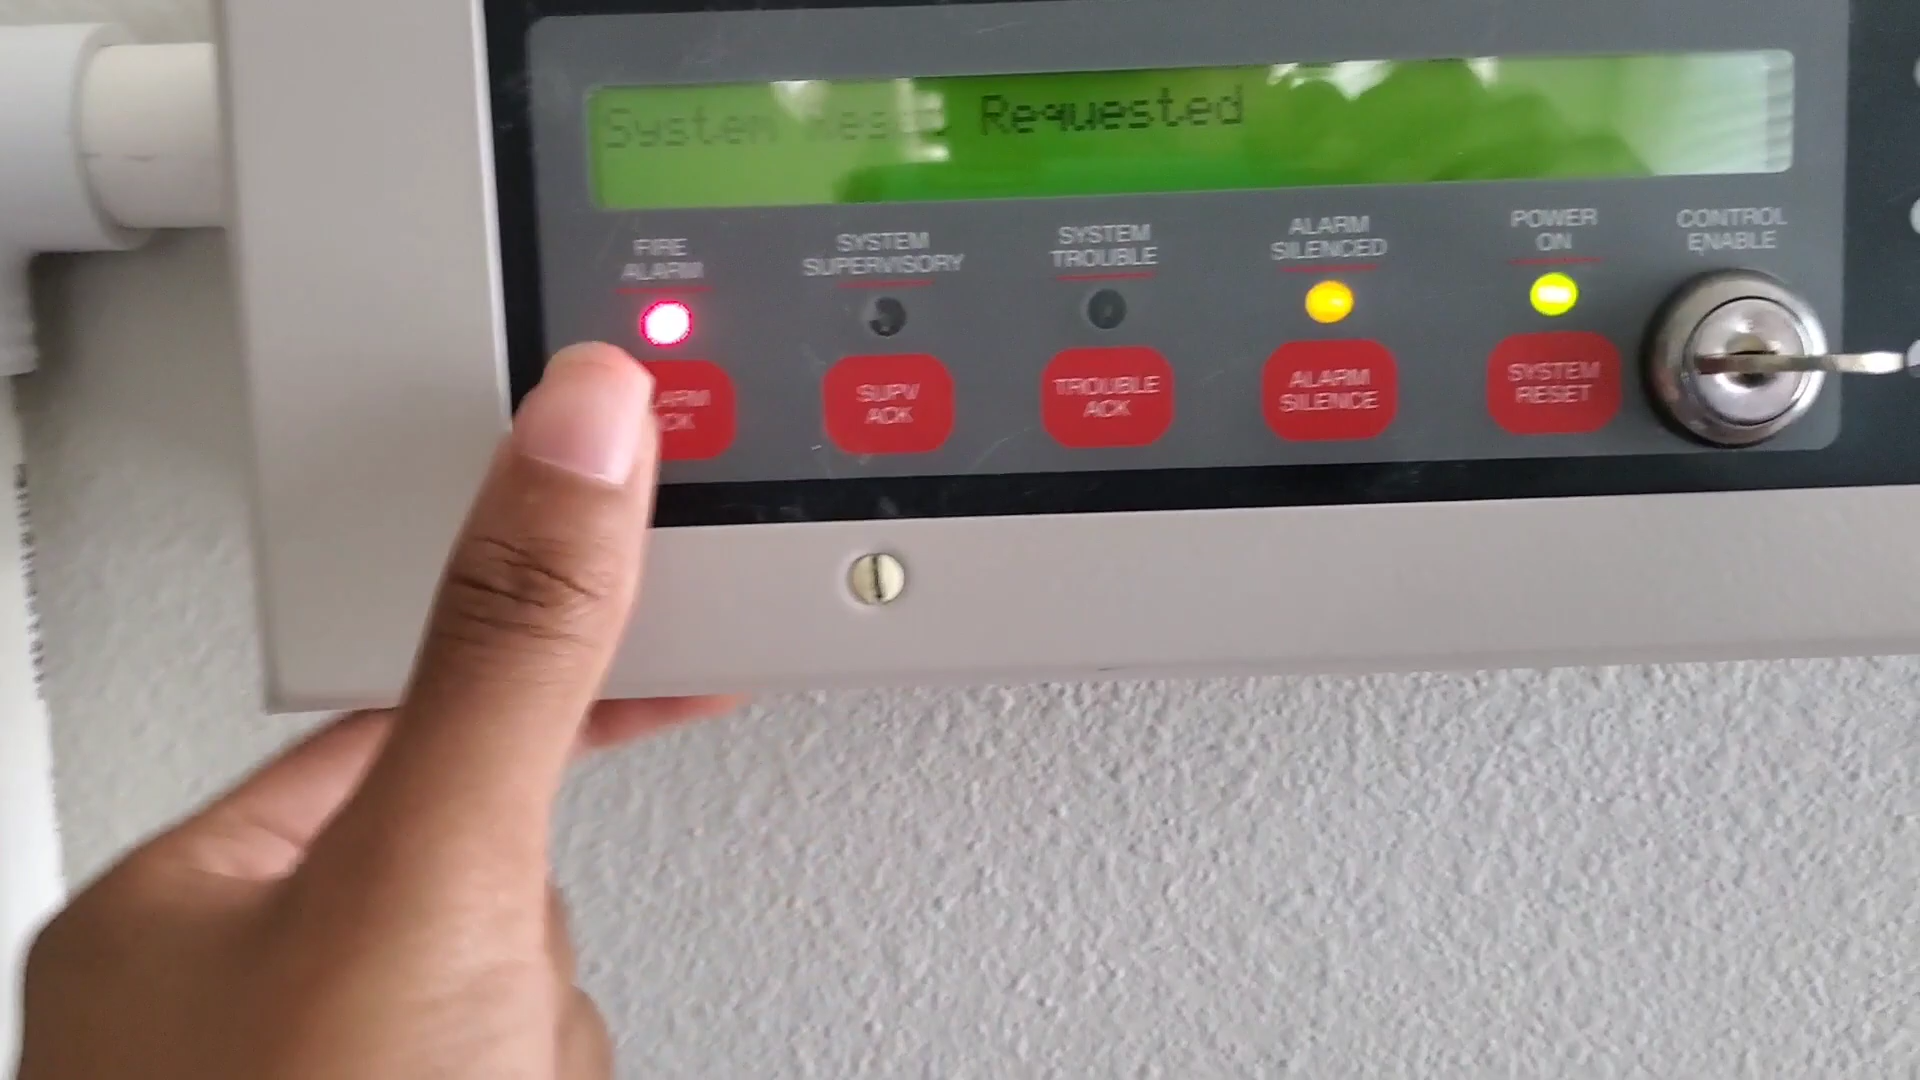 System Reset Requested
FIRE
ALARM
SYSTEM
SUPERVISORY
SYSTEM
TROUBLE
ALARM
SILENCED
POWER
ON
CONTROL
ENABLE
ALARM
ACK
SUPV
ACK
TROUBLE
ACK
ALARM
SILENCE
SYSTEM
RESET